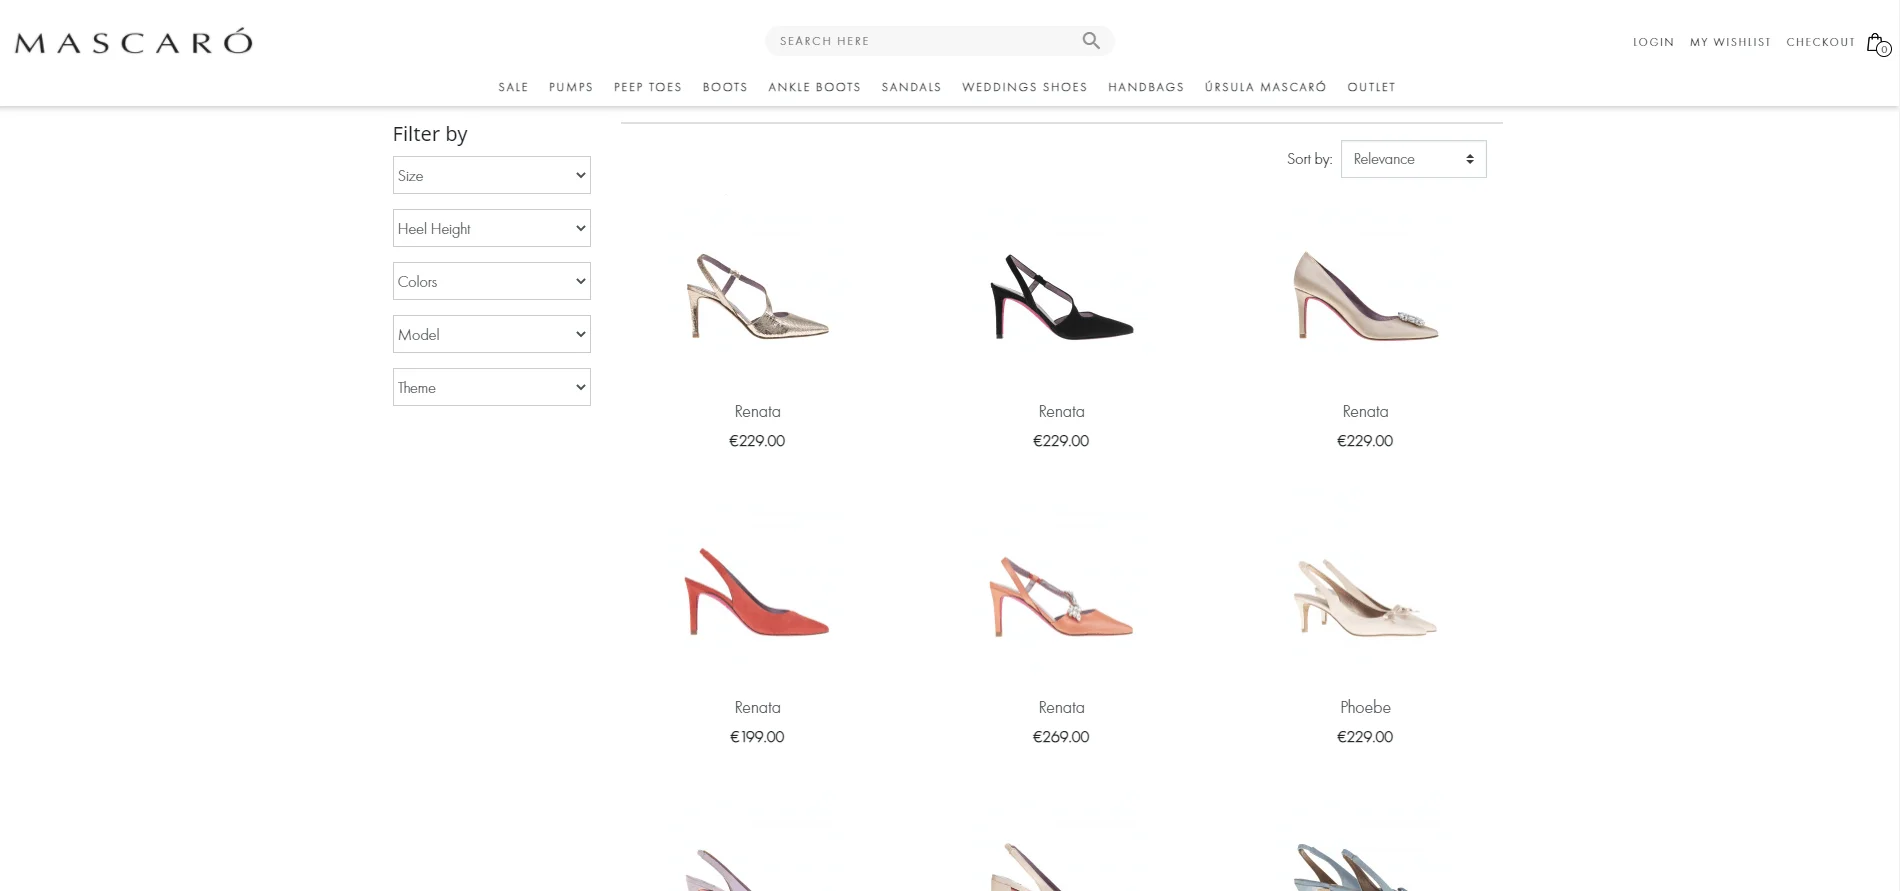 MASCARÓ
SEARCH HERE
LOGIN MY WISHLIST CHECKOUT 0
SALE PUMPS PEEP TOES BOOTS ANKLE BOOTS SANDALS WEDDINGS SHOES HANDBAGS ÚRSULA MASCARÓ OUTLET
Filter by
Size
Heel Height
Colors
Model
Theme
Sort by: Relevance
Renata
€229.00
Renata
€229.00
Renata
€229.00
Renata
€199.00
Renata
€269.00
Phoebe
€229.00